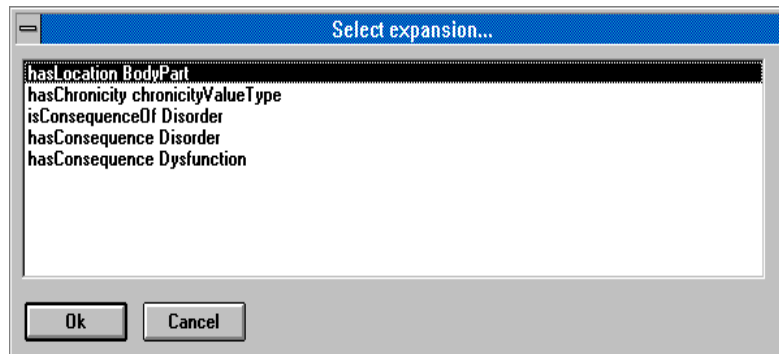 Select expansion...
hasLocation BodyPart
hasChronicity chronicityValueType
isConsequenceOf Disorder
hasConsequence Disorder
hasConsequence Dysfunction
Ok Cancel